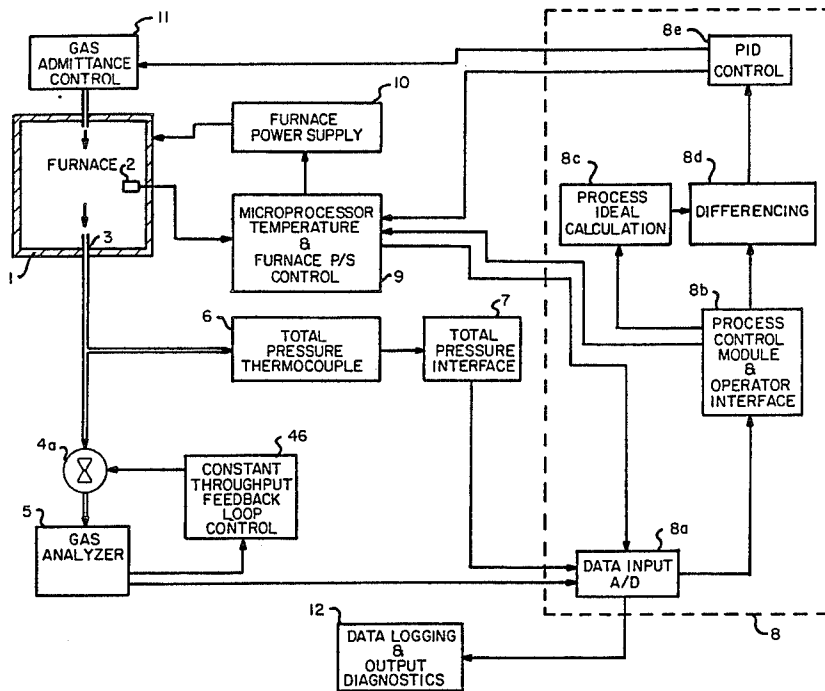 11
GAS
ADMITTANCE
CONTROL
8e
PID
CONTROL
10
FURNACE
POWER SUPPLY
FURNACE 2
3
1
MICROPROCESSOR
TEMPERATURE
&
FURNACE P/S
CONTROL
9
8c
PROCESS
IDEAL
CALCULATION
8d
DIFFERENCING
8b
PROCESS
CONTROL
MODULE
&
OPERATOR
INTERFACE
6
TOTAL
PRESSURE
THERMOCOUPLE
7
TOTAL
PRESSURE
INTERFACE
4a
46
CONSTANT
THROUGHPUT
FEEDBACK
LOOP
CONTROL
5
GAS
ANALYZER
8a
DATA INPUT
A/D
8
12
DATA LOGGING
&
OUTPUT
DIAGNOSTICS